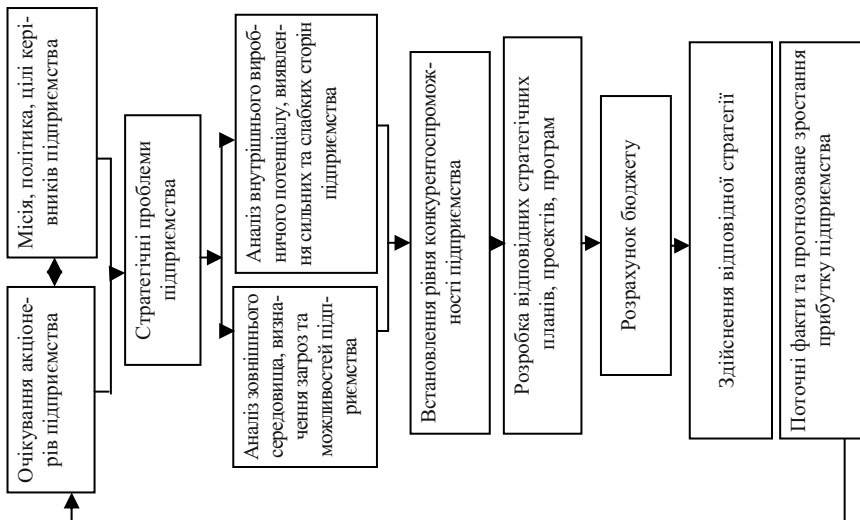 Очікування акціоне-
рів підприємства
Місія, політика, цілі кері-
вників підприємства
Стратегічні проблеми
підприємства
Аналіз зовнішнього
середовища, визна-
чення загроз та
можливостей підп-
риємства
Аналіз внутрішнього вироб-
ничого потенціалу, виявлен-
ня сильних та слабких сторін
підприємства
Встановлення рівня конкурентоспромож-
ності підприємства
Розробка відповідних стратегічних
планів, проектів, програм
Розрахунок бюджету
Здійснення відповідної стратегії
Поточні факти та прогнозоване зростання
прибутку підприємства